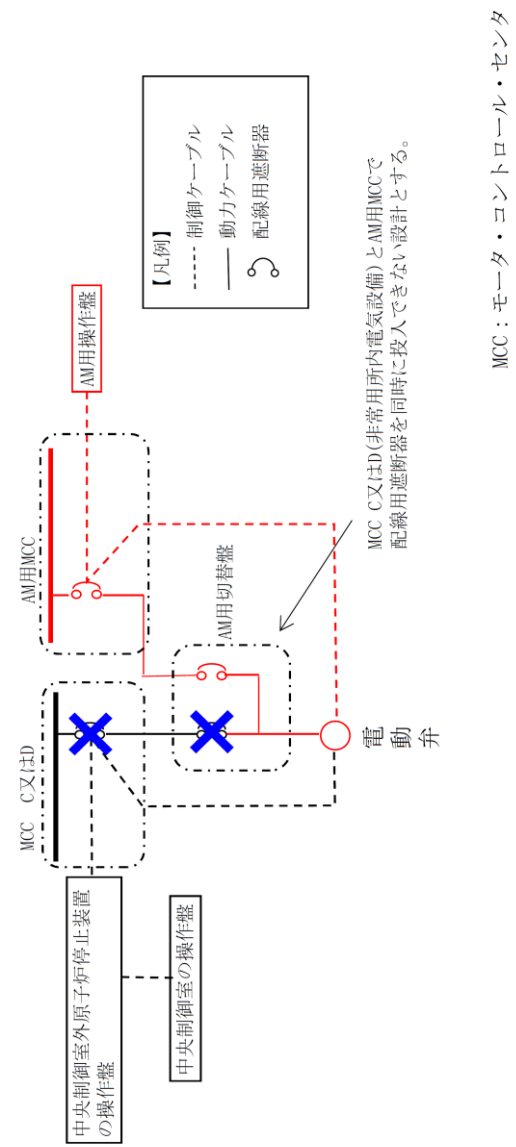 中央制御室外原子炉停止装置
の操作盤
中央制御室の操作盤
MCC C又はD
AM用MCC
AM用操作盤
AM用切替盤
電動弁
MCC C又はD(非常用所内電気設備)とAM用MCCで
配線用遮断器を同時に投入できない設計とする。
【凡例】
制御ケーブル
動力ケーブル
配線用遮断器
MCC：モータ・コントロール・センタ